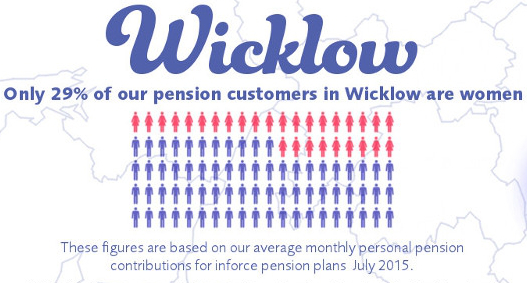 Wicklow
Only 29% of our pension customers in Wicklow are women
These figures are based on our average monthly personal pension
contributions for inforce pension plans July 2015.